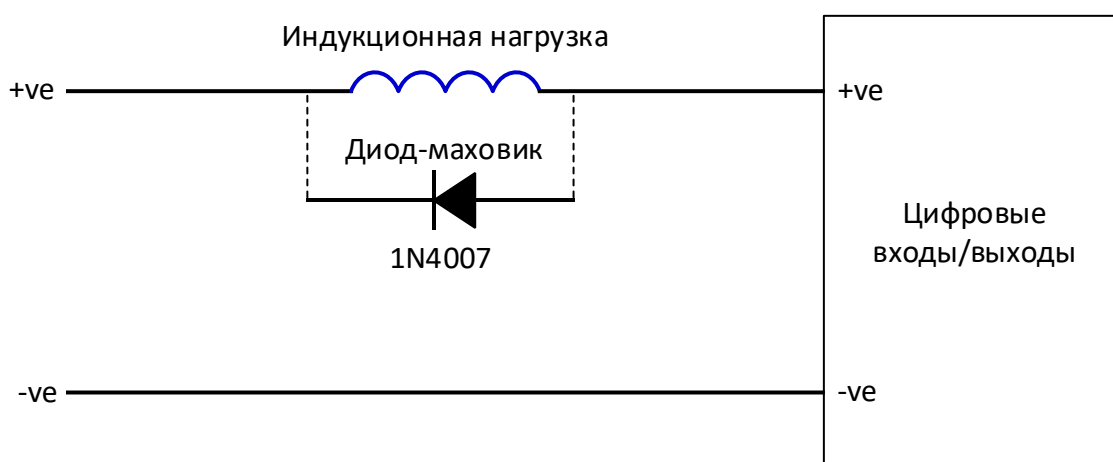 Индукционная нагрузка
+ve
+ve
Диод-маховик
1N4007
Цифровые
входы/выходы
-ve
-ve